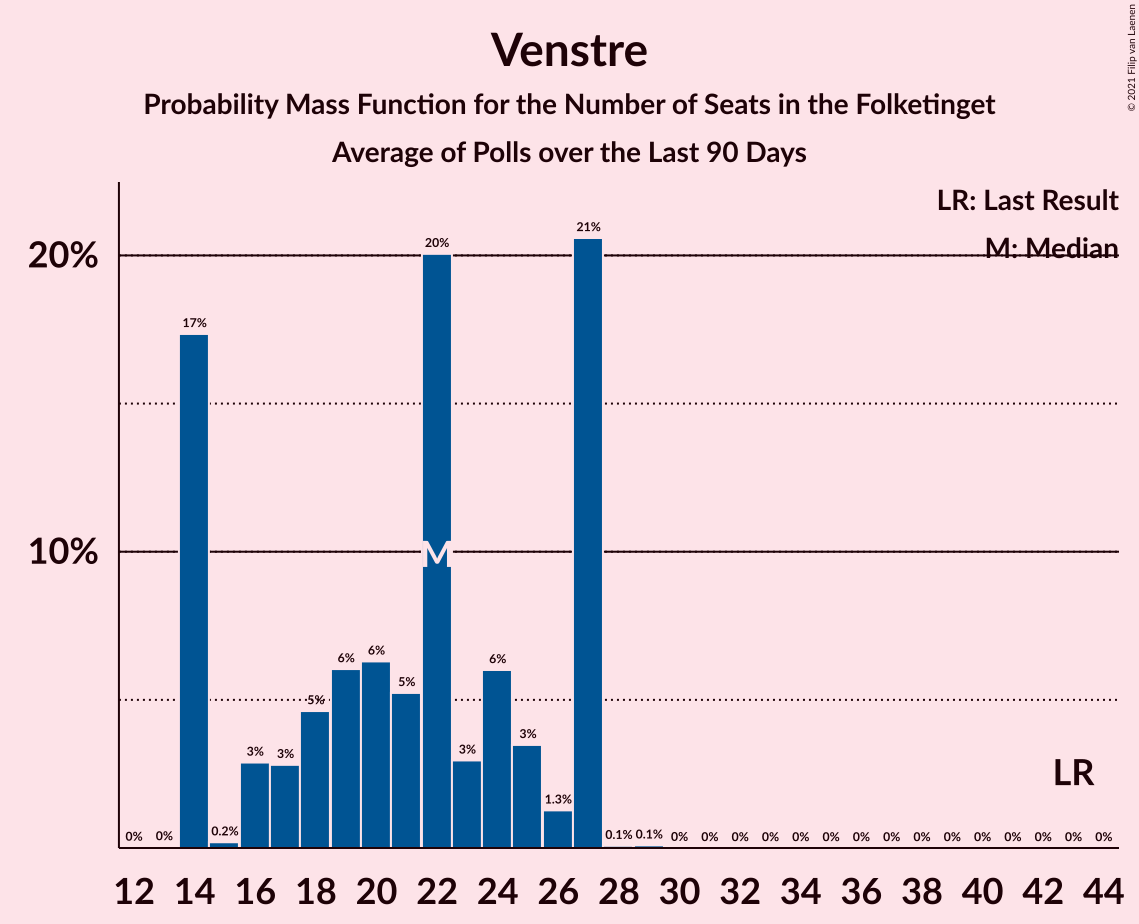 Venstre
Probability Mass Function for the Number of Seats in the Folketinget
Average of Polls over the Last 90 Days
© 2021 Filip van Laenen
LR: Last Result
M: Median
20%
10%
0% 0% 17% 0.2% 3% 3% 5% 6% 6% 5% 20% 3% 6% 3% 1.3% 21% 0.1% 0.1% 0% 0% 0% 0% 0% 0% 0% 0% 0% 0% 0% 0% 0% 0% 0%
M
LR
12 14 16 18 20 22 24 26 28 30 32 34 36 38 40 42 44